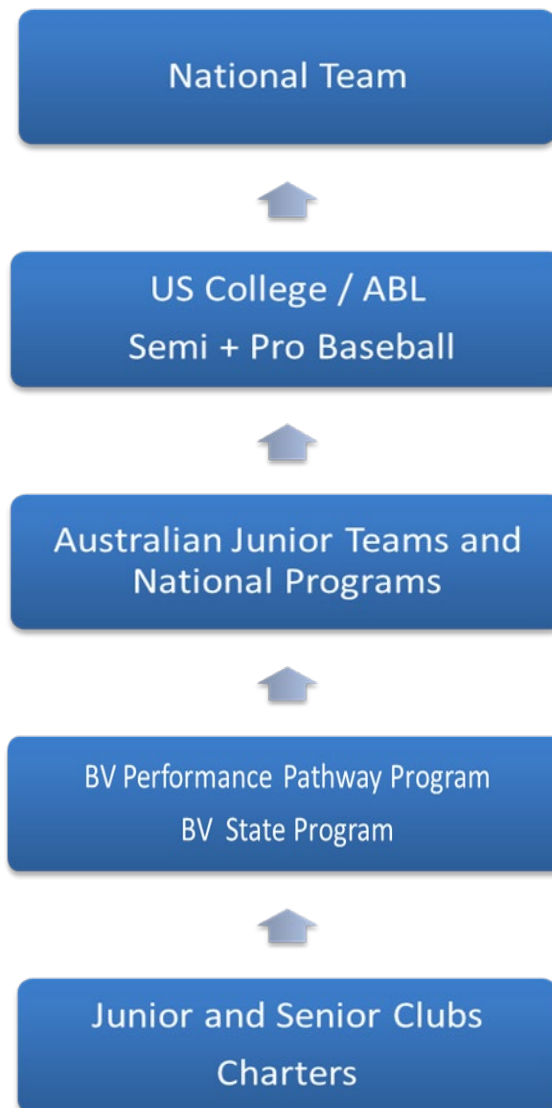 National Team
US College / ABL
Semi + Pro Baseball
Australian Junior Teams and
National Programs
BV Performance Pathway Program
BV State Program
Junior and Senior Clubs
Charters